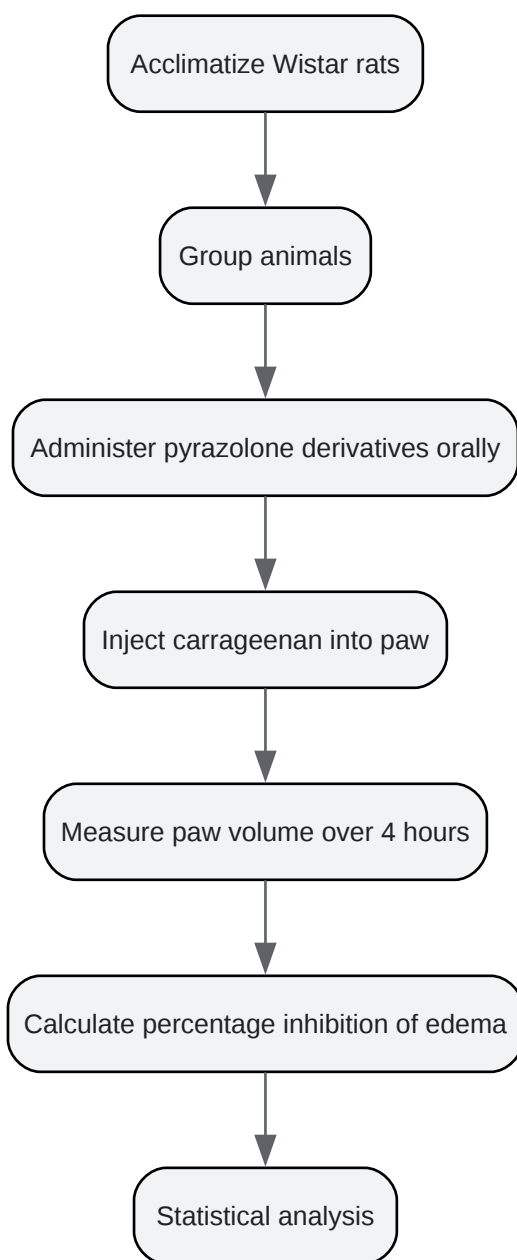 Acclimatize Wistar rats
Group animals
Administer pyrazolone derivatives orally
Inject carrageenan into paw
Measure paw volume over 4 hours
Calculate percentage inhibition of edema
Statistical analysis